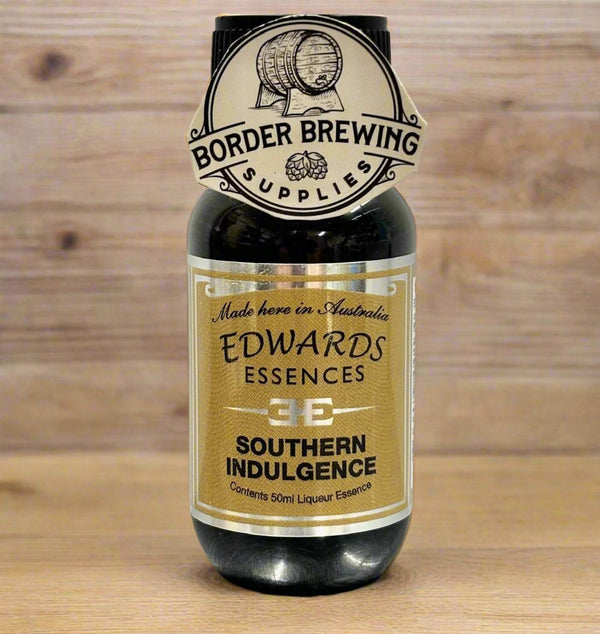 BORDER BREWING
SUPPLIES
Made here in Australia
EDWARDS
ESSENCES
SOUTHERN
INDULGENCE
Contents 50ml Liqueur Essence